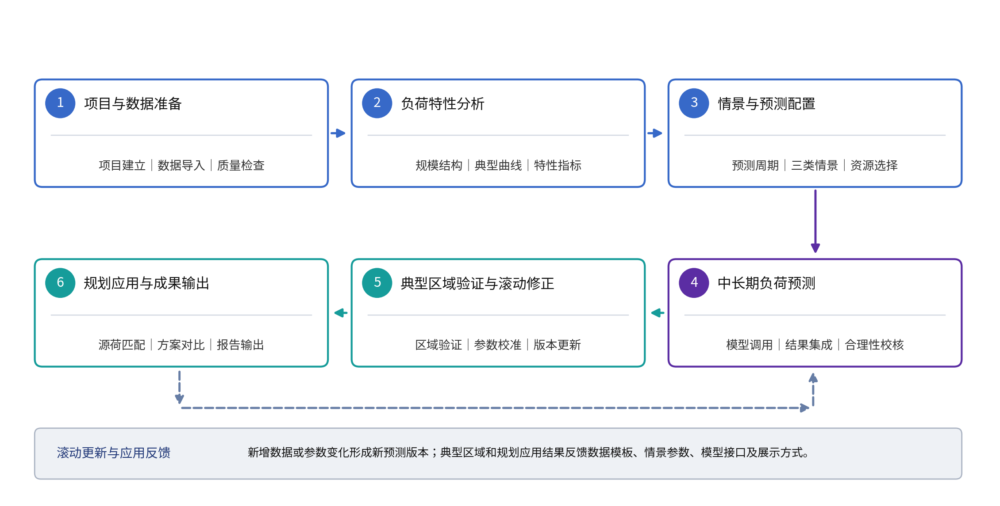 1 项目与数据准备
项目建立｜数据导入｜质量检查
2 负荷特性分析
规模结构｜典型曲线｜特性指标
3 情景与预测配置
预测周期｜三类情景｜资源选择
6 规划应用与成果输出
源荷匹配｜方案对比｜报告输出
5 典型区域验证与滚动修正
区域验证｜参数校准｜版本更新
4 中长期负荷预测
模型调用｜结果集成｜合理性校核
滚动更新与应用反馈
新增数据或参数变化形成新预测版本；典型区域和规划应用结果反馈数据模板、情景参数、模型接口及展示方式。